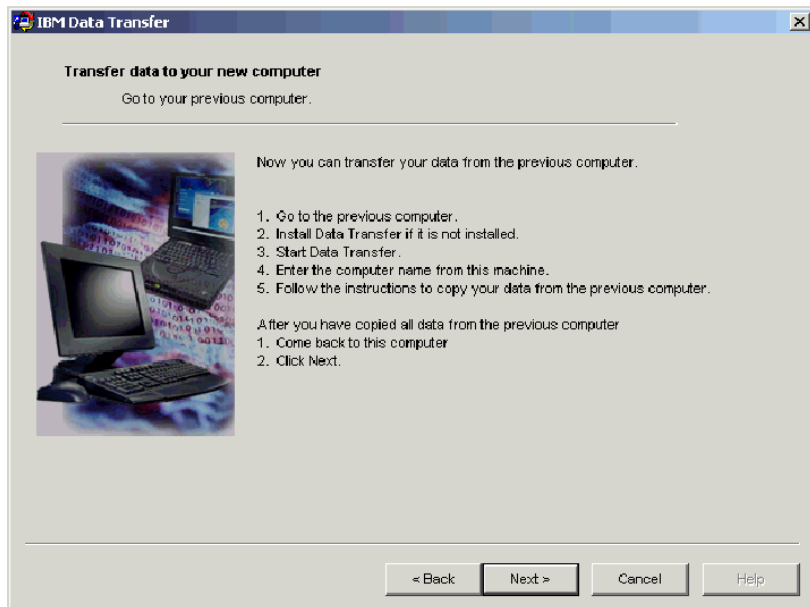 IBM Data Transfer
Transfer data to your new computer
Go to your previous computer.
Now you can transfer your data from the previous computer.
1. Go to the previous computer.
2. Install Data Transfer if it is not installed.
3. Start Data Transfer.
4. Enter the computer name from this machine.
5. Follow the instructions to copy your data from the previous computer.
After you have copied all data from the previous computer
1. Come back to this computer
2. Click Next.
< Back
Next >
Cancel
Help